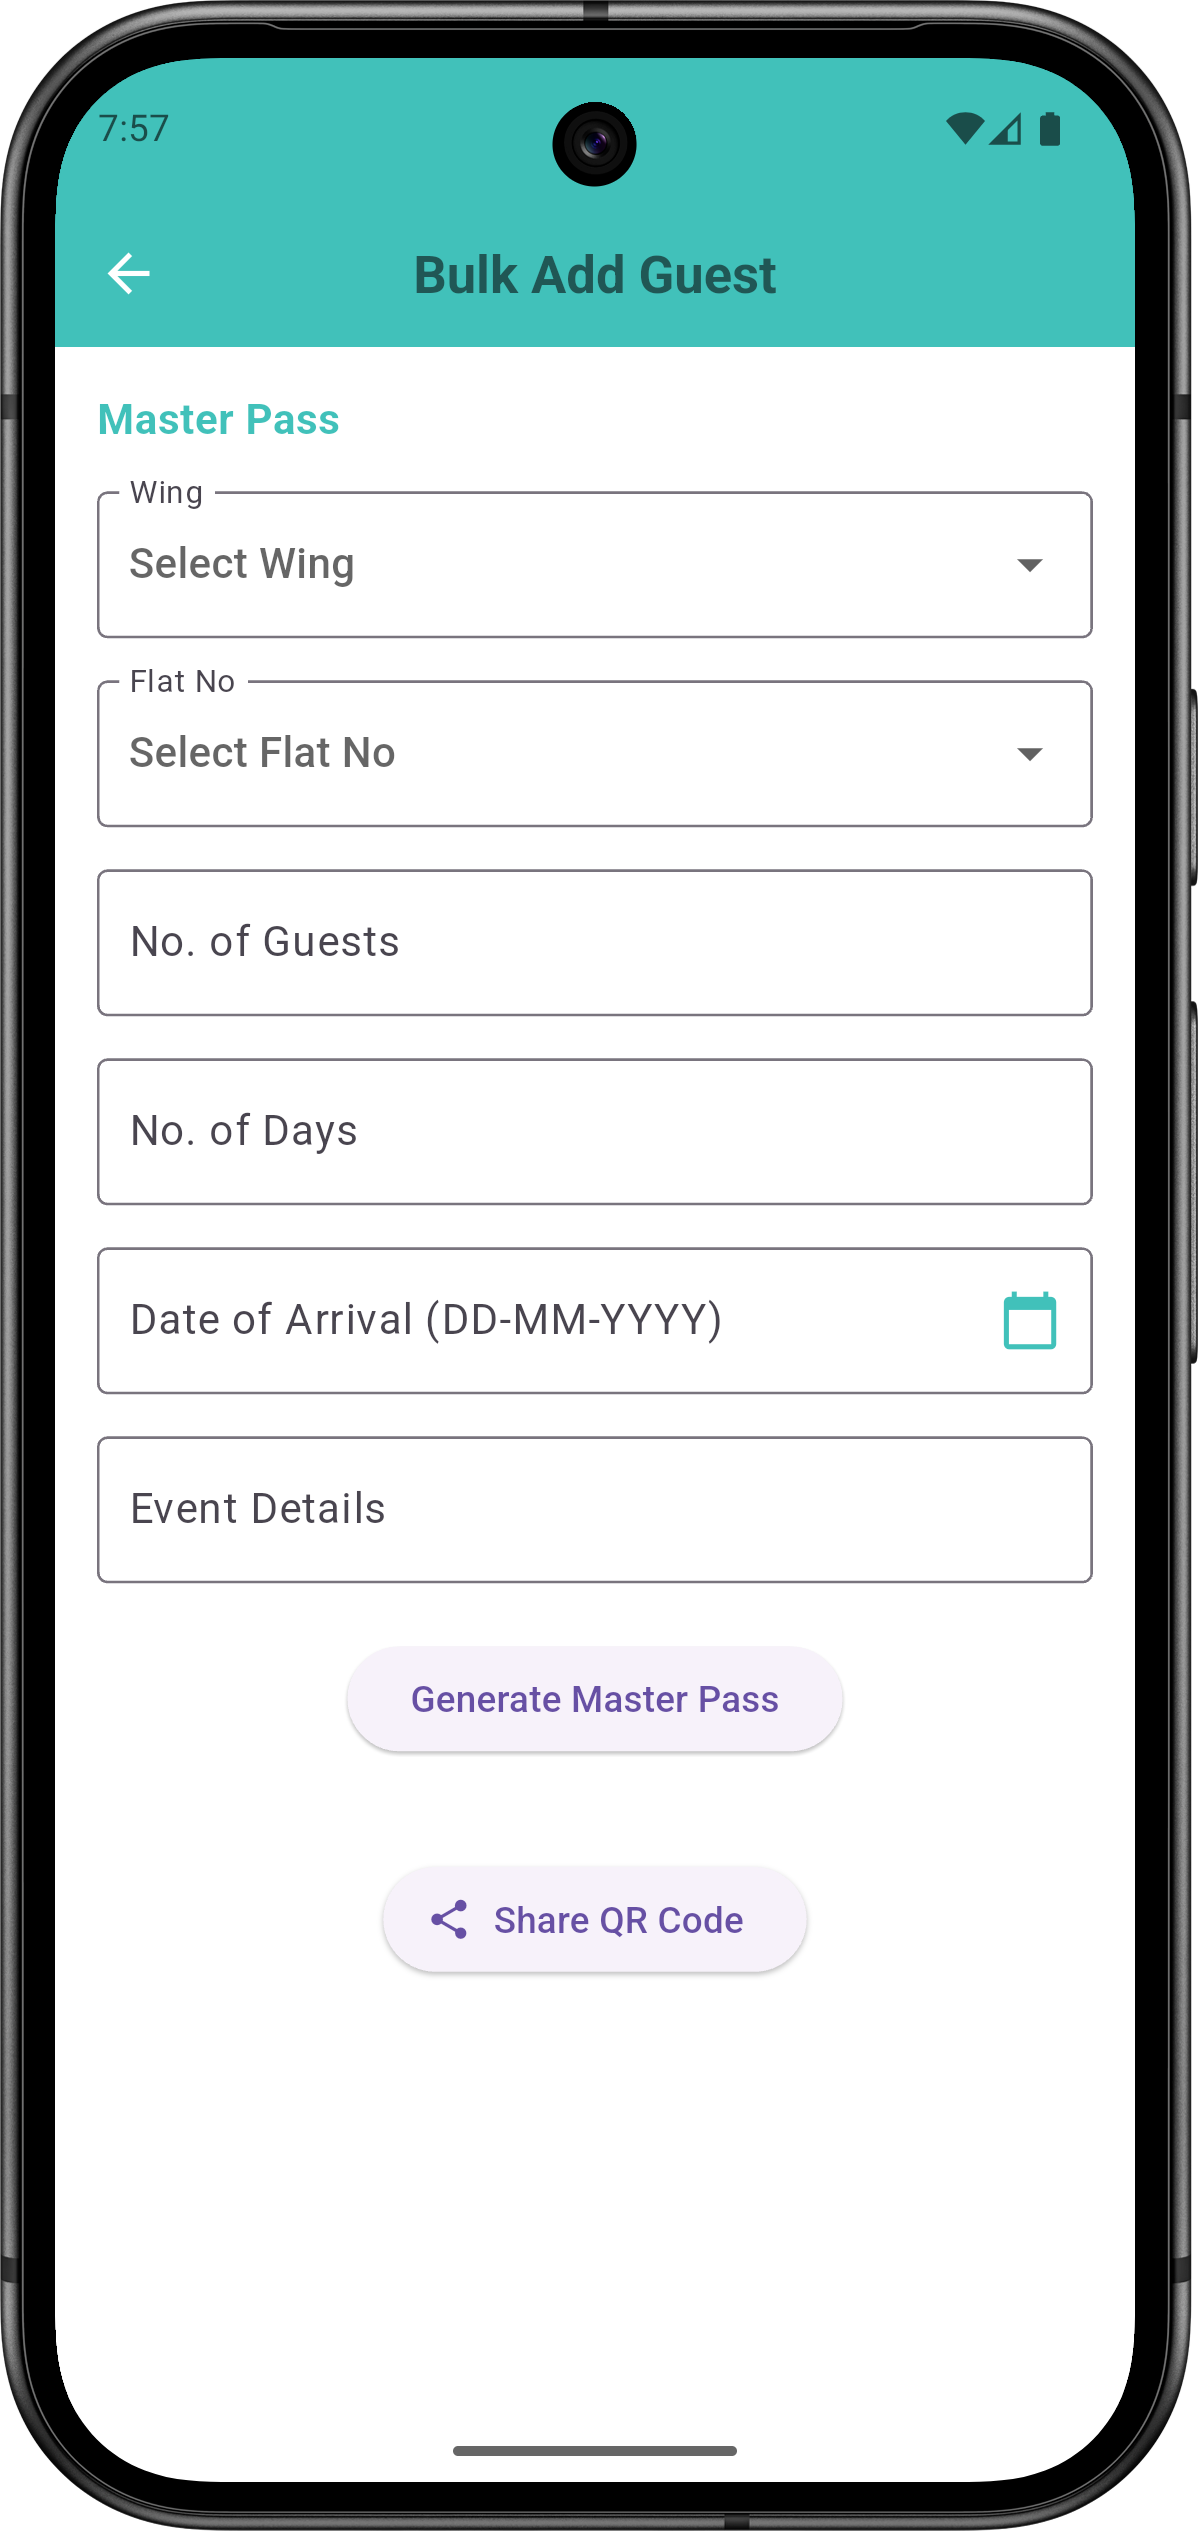 7:57
Bulk Add Guest
Master Pass
Wing
Select Wing
Flat No
Select Flat No
No. of Guests
No. of Days
Date of Arrival (DD-MM-YYYY)
Event Details
Generate Master Pass
Share QR Code